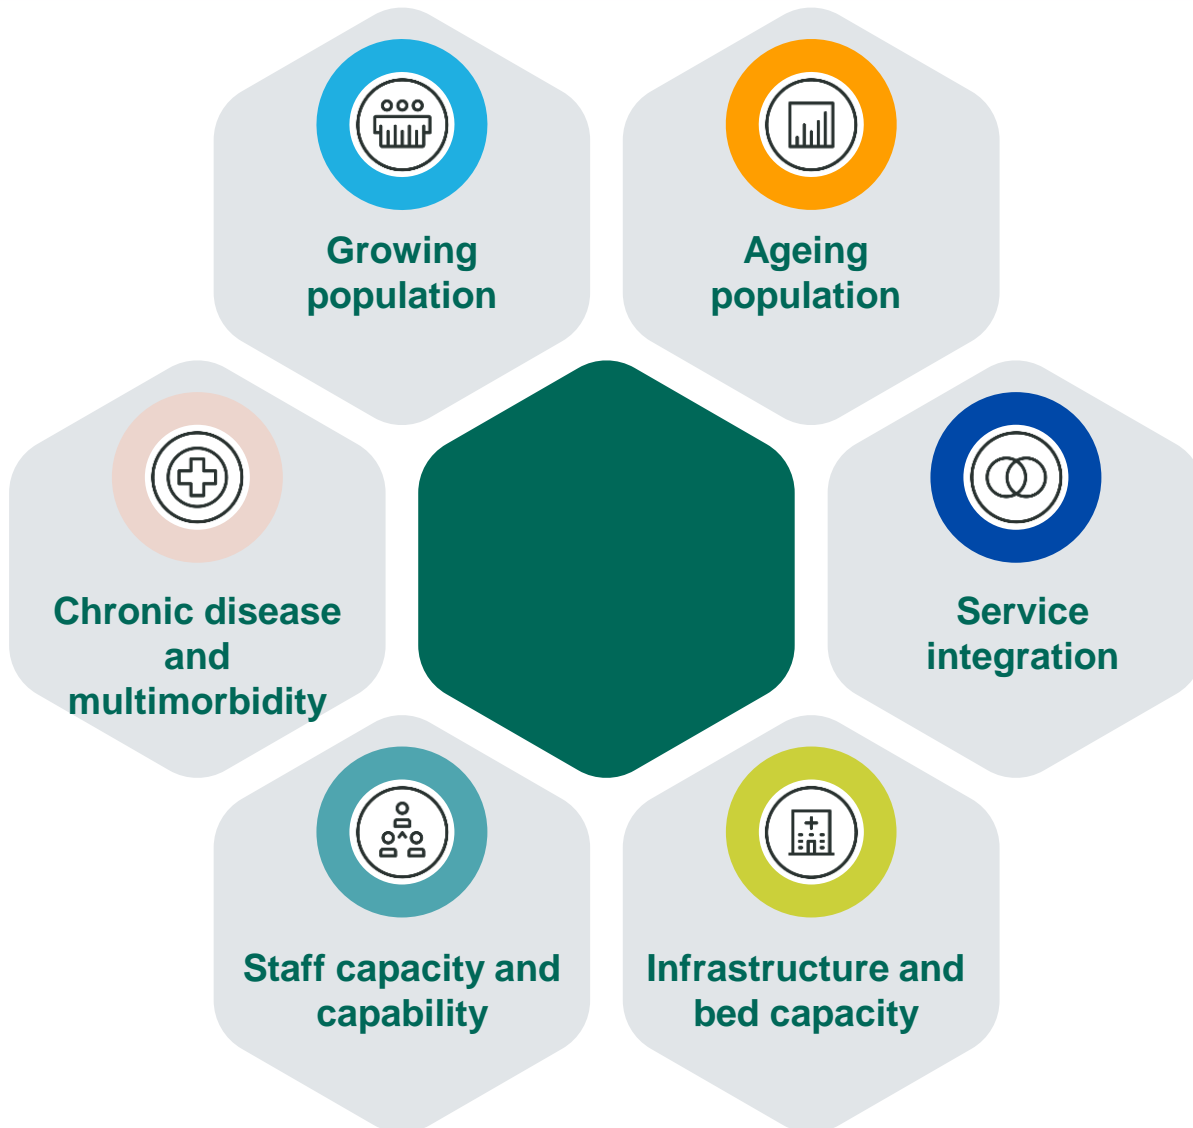 Growing
population
Ageing
population
Chronic disease
and
multimorbidity
Service
integration
Staff capacity and
capability
Infrastructure and
bed capacity